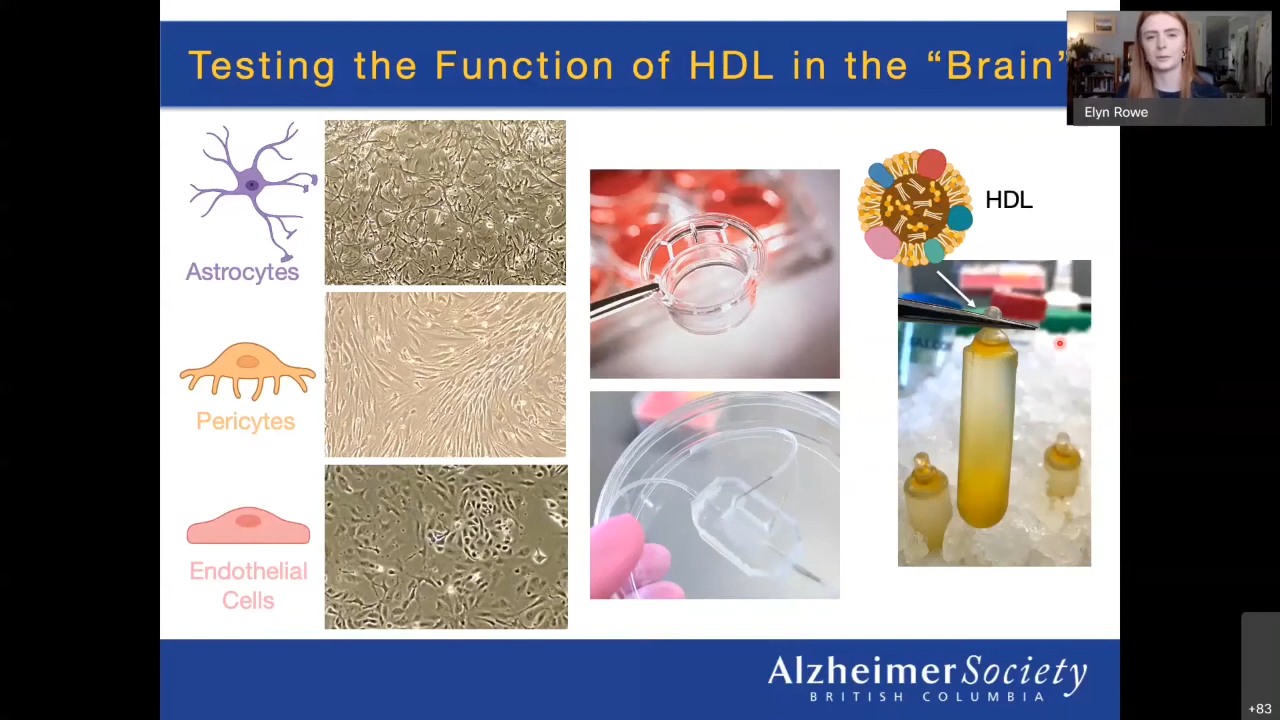 Testing the Function of HDL in the “Brain”
Elyn Rowe
Astrocytes
Pericytes
Endothelial
Cells
HDL
Alzheimer Society
BRITISH COLUMBIA
+83